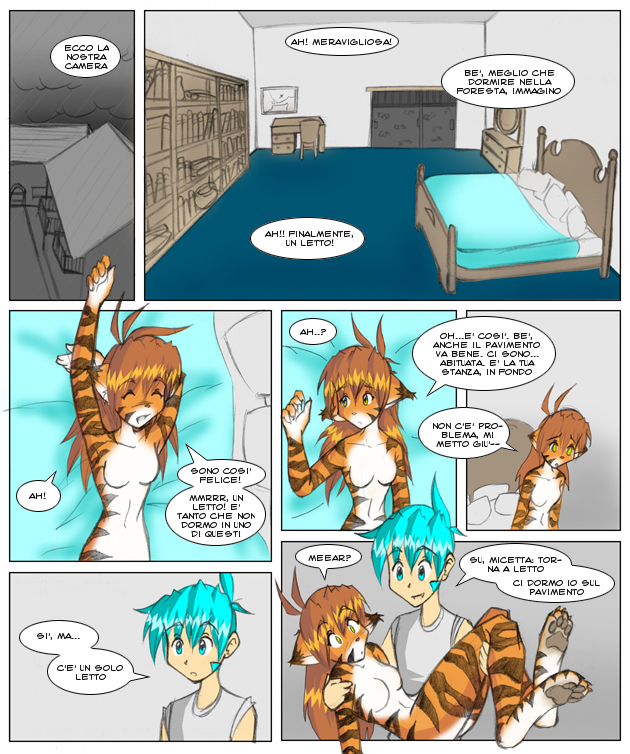 ECCO LA
NOSTRA
CAMERA
AH! MERAVIGLIOSA!
BE', MEGLIO CHE
DORMIRE NELLA
FORESTA, IMMAGINO
AH!! FINALMENTE,
UN LETTO!
AH!
SONO COSI'
FELICE!
MMRRR, UN
LETTO! E'
TANTO CHE NON
DORMO IN UNO
DI QUESTI
AH..?
OH...E' COSI'. BE',
ANCHE IL PAVIMENTO
VA BENE. CI SONO...
ABITUATA. E' LA TUA
STANZA, IN FONDO
NON C'E' PRO-
BLEMA, MI
METTO GIU'--
SI', MA...
C'E' UN SOLO
LETTO
MEEAR?
SU, MICETTA: TOR-
NA A LETTO
CI DORMO IO SUL
PAVIMENTO